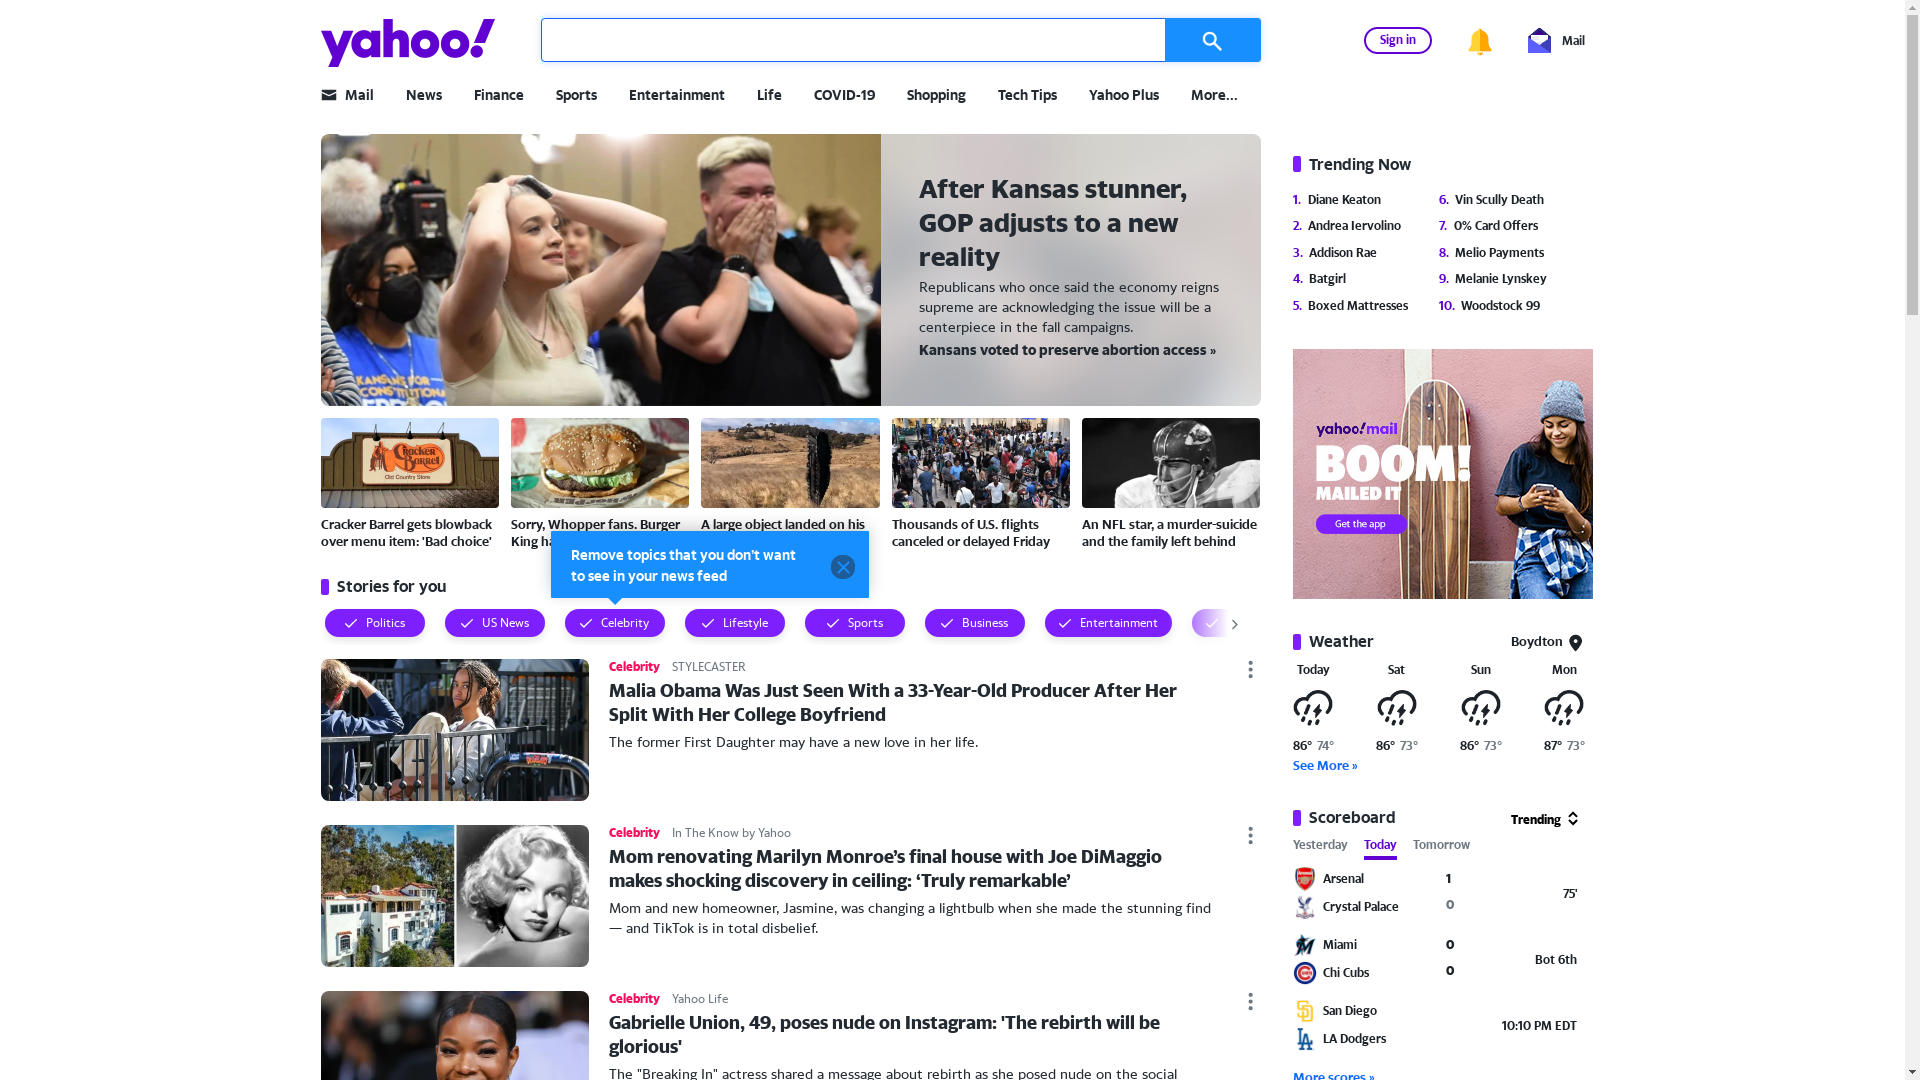 yahoo!
Sign in
Mail
Mail
News
Finance
Sports
Entertainment
Life
COVID-19
Shopping
Tech Tips
Yahoo Plus
More...
After Kansas stunner,
GOP adjusts to a new
reality
Republicans who once said the economy reigns
supreme are acknowledging the issue will be a
centerpiece in the fall campaigns.
Kansans voted to preserve abortion access »
KANSANS FOR
CONSTITUTIONAL
Cracker Barrel
Old Country Store
Cracker Barrel gets blowback
over menu item: 'Bad choice'
Sorry, Whopper fans. Burger
King
A large object landed on his
Thousands of U.S. flights
canceled or delayed Friday
An NFL star, a murder-suicide
and the family left behind
Remove topics that you don't want
to see in your news feed
Stories for you
Politics
US News
Celebrity
Lifestyle
Sports
Business
Entertainment
Celebrity STYLECASTER
Malia Obama Was Just Seen With a 33-Year-Old Producer After Her
Split With Her College Boyfriend
The former First Daughter may have a new love in her life.
Celebrity In The Know by Yahoo
Mom renovating Marilyn Monroe’s final house with Joe DiMaggio
makes shocking discovery in ceiling: ‘Truly remarkable’
Mom and new homeowner, Jasmine, was changing a lightbulb when she made the stunning find
— and TikTok is in total disbelief.
Celebrity Yahoo Life
Gabrielle Union, 49, poses nude on Instagram: 'The rebirth will be
glorious'
The "Breaking In" actress shared a message about rebirth as she posed nude on the social
Trending Now
1. Diane Keaton
2. Andrea Iervolino
3. Addison Rae
4. Batgirl
5. Boxed Mattresses
6. Vin Scully Death
7. 0% Card Offers
8. Melio Payments
9. Melanie Lynskey
10. Woodstock 99
yahoo!mail
BOOM!
MAILED IT
Get the app
Weather
Boydton
Today Sat Sun Mon
86° 74° 86° 73° 86° 73° 87° 73°
See More »
Scoreboard
Trending
Yesterday Today Tomorrow
Arsenal 1
75'
Crystal Palace 0
Miami 0
Bot 6th
Chi Cubs 0
San Diego
10:10 PM EDT
LA Dodgers
More scores »